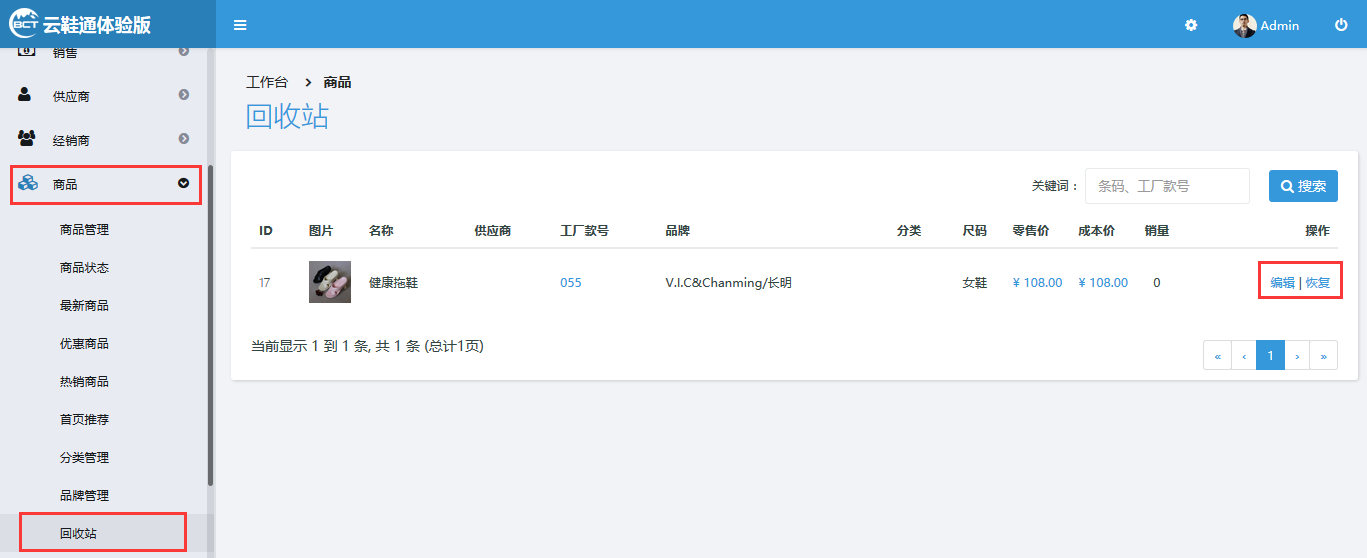 BCT 云鞋通体验版
Admin
销售
供应商
经销商
商品
商品管理
商品状态
最新商品
优惠商品
热销商品
首页推荐
分类管理
品牌管理
回收站
工作台 > 商品
回收站
关键词： 条码、工厂款号 搜索
ID 图片 名称 供应商 工厂款号 品牌 分类 尺码 零售价 成本价 销量 操作
17 健康拖鞋 055 V.I.C&Chanming/长明 女鞋 ¥ 108.00 ¥ 108.00 0 编辑 | 恢复
当前显示 1 到 1 条, 共 1 条 (总计1页)
« ‹ 1 › »